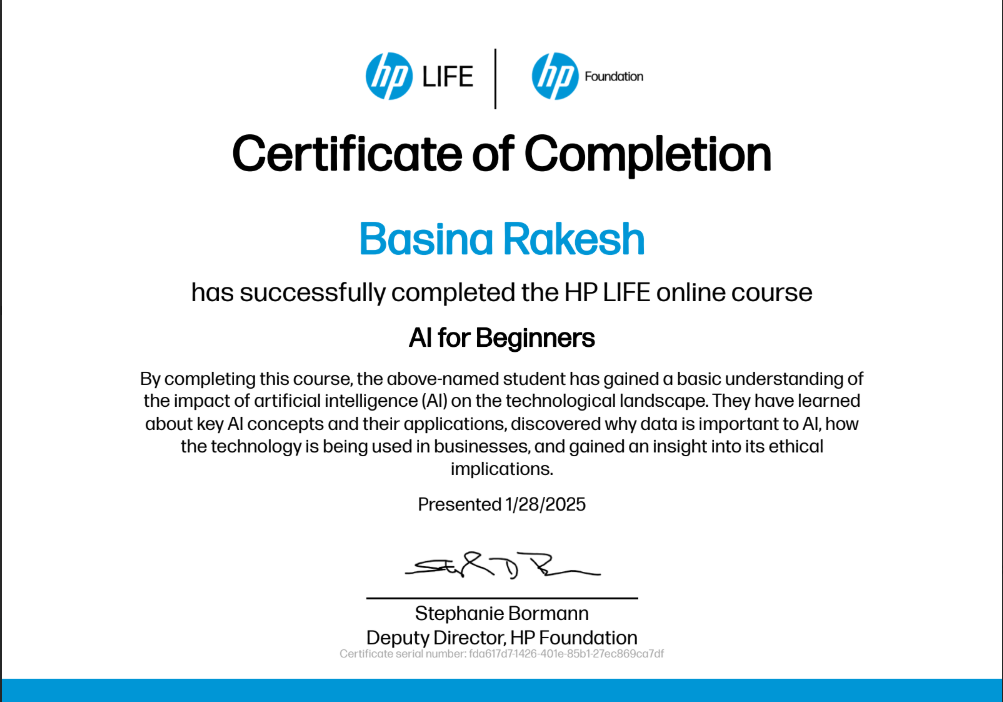 hp LIFE | hp Foundation
Certificate of Completion
Basina Rakesh
has successfully completed the HP LIFE online course
AI for Beginners
By completing this course, the above-named student has gained a basic understanding of
the impact of artificial intelligence (AI) on the technological landscape. They have learned
about key AI concepts and their applications, discovered why data is important to AI, how
the technology is being used in businesses, and gained an insight into its ethical
implications.
Presented 1/28/2025
Stephanie Bormann
Deputy Director, HP Foundation
Certificate serial number: fda617d7-1426-401e-85b1-27ec869ca7df